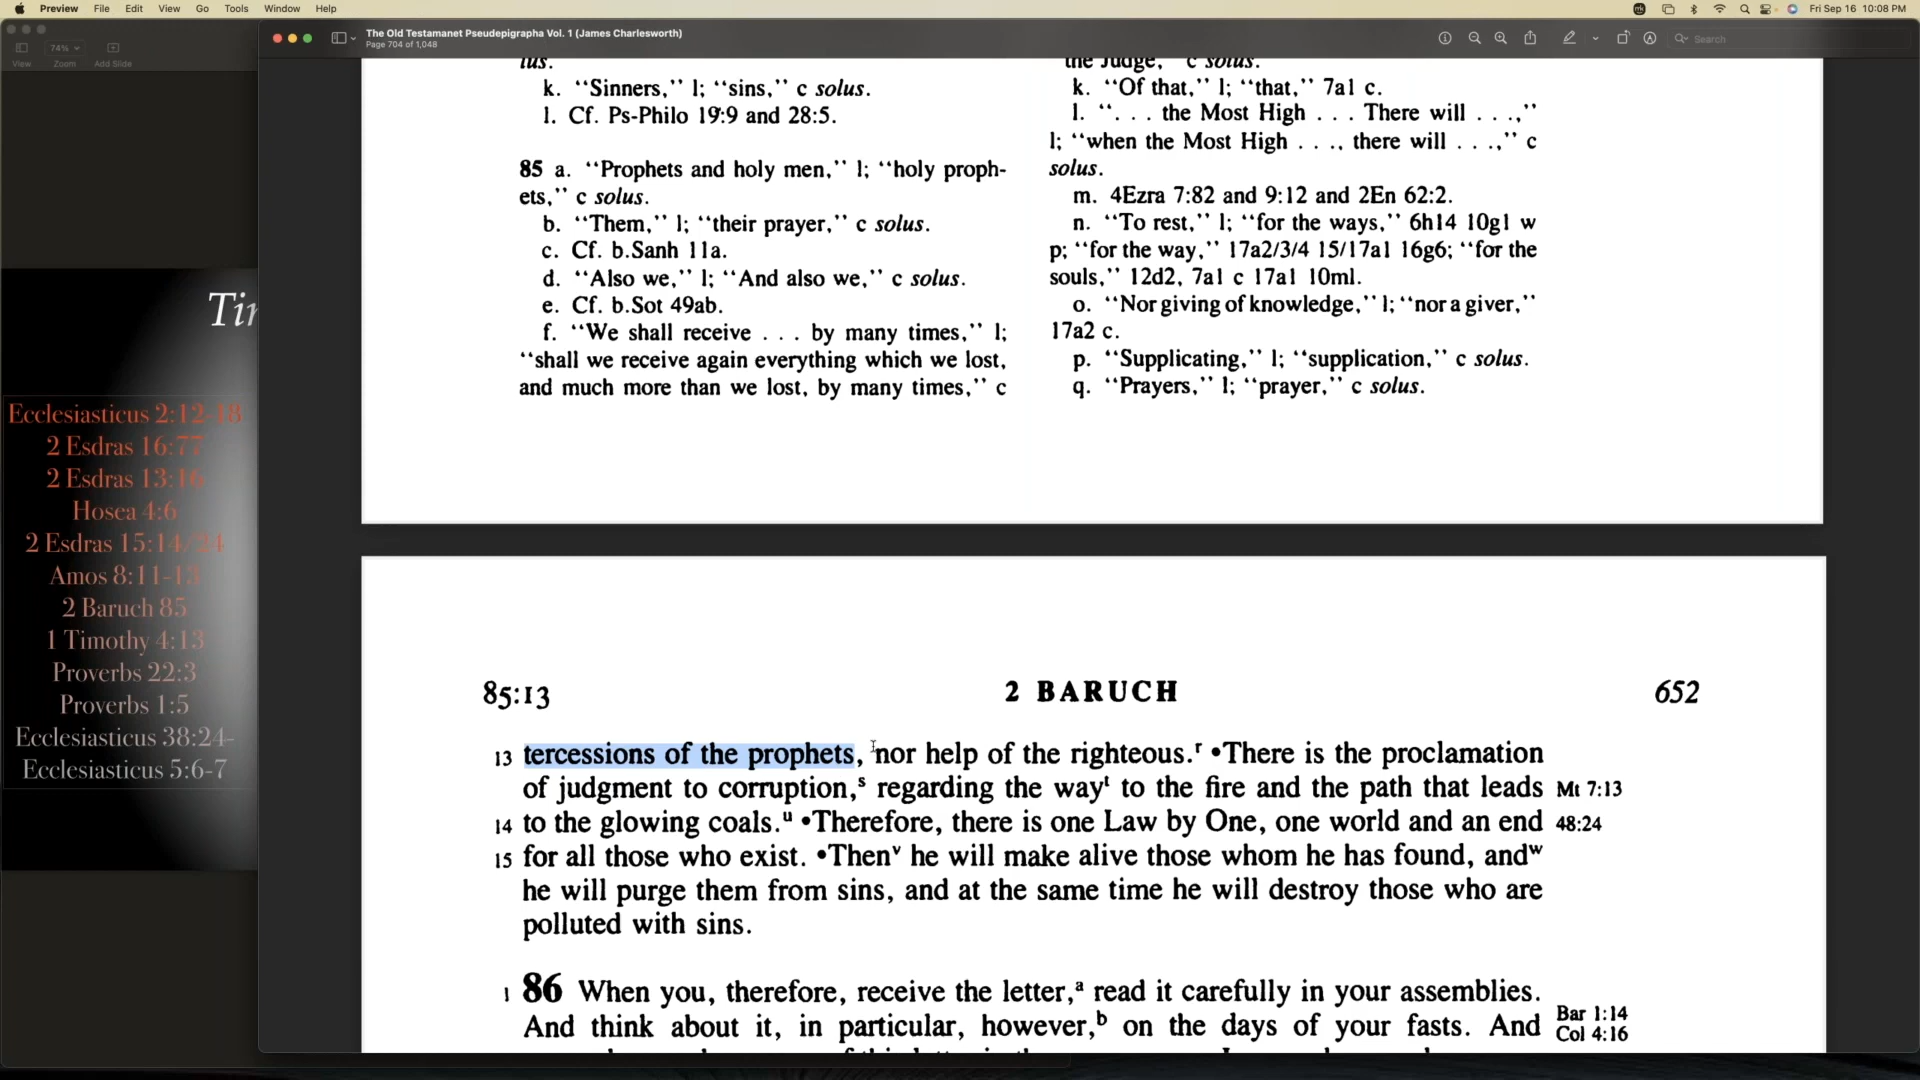 Preview File Edit View Go Tools Window Help
Fri Sep 16 10:08 PM
74%
View Zoom Add Slide
The Old Testamanet Pseudepigrapha Vol. 1 (James Charlesworth)
Page 704 of 1,048
Search
Ecclesiasticus 2:12-18
2 Esdras 16:77
2 Esdras 13:16
Hosea 4:6
2 Esdras 15:14/24
Amos 8:11-13
2 Baruch 85
1 Timothy 4:13
Proverbs 22:3
Proverbs 1:5
Ecclesiasticus 38:24-
Ecclesiasticus 5:6-7
k. “Sinners,” l; “sins,” c solus.
l. Cf. Ps-Philo 19:9 and 28:5.
85 a. “Prophets and holy men,” l; “holy proph-
ets,” c solus.
b. “Them,” l; “their prayer,” c solus.
c. Cf. b.Sanh 11a.
d. “Also we,” l; “And also we,” c solus.
e. Cf. b.Sot 49ab.
f. “We shall receive . . . by many times,” l;
“shall we receive again everything which we lost,
and much more than we lost, by many times,” c
the Judge,” c solus.
k. “Of that,” l; “that,” 7a1 c.
l. “. . . the Most High . . . There will . . .,”
l; “when the Most High . . ., there will . . .,” c
solus.
m. 4Ezra 7:82 and 9:12 and 2En 62:2.
n. “To rest,” l; “for the ways,” 6h14 10g1 w
p; “for the way,” 17a2/3/4 15/17a1 16g6; “for the
souls,” 12d2, 7a1 c 17a1 10ml.
o. “Nor giving of knowledge,” l; “nor a giver,”
17a2 c.
p. “Supplicating,” l; “supplication,” c solus.
q. “Prayers,” l; “prayer,” c solus.
85:13 2 BARUCH 652
13 tercessions of the prophets, nor help of the righteous.r •There is the proclamation
of judgment to corruption,s regarding the wayt to the fire and the path that leads Mt 7:13
14 to the glowing coals.u •Therefore, there is one Law by One, one world and an end 48:24
15 for all those who exist. •Thenv he will make alive those whom he has found, andw
he will purge them from sins, and at the same time he will destroy those who are
polluted with sins.
1 86 When you, therefore, receive the letter,a read it carefully in your assemblies.
And think about it, in particular, however,b on the days of your fasts. And Bar 1:14
Col 4:16